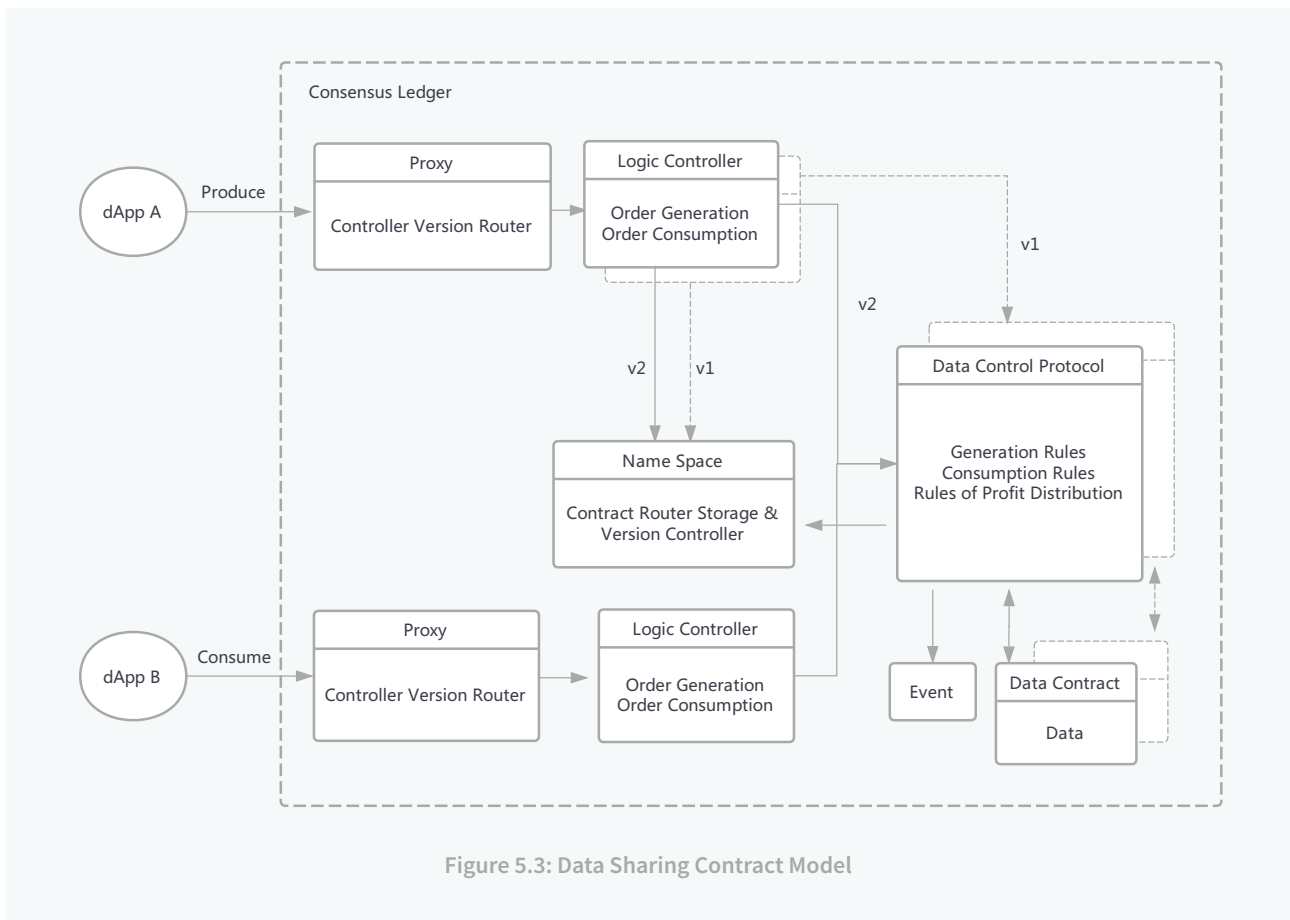 Consensus Ledger
dApp A
Produce
Proxy
Controller Version Router
Logic Controller
Order Generation
Order Consumption
v1
v2
v2
v1
Data Control Protocol
Generation Rules
Consumption Rules
Rules of Profit Distribution
Name Space
Contract Router Storage &
Version Controller
dApp B
Consume
Proxy
Controller Version Router
Logic Controller
Order Generation
Order Consumption
Event
Data Contract
Data
Figure 5.3: Data Sharing Contract Model